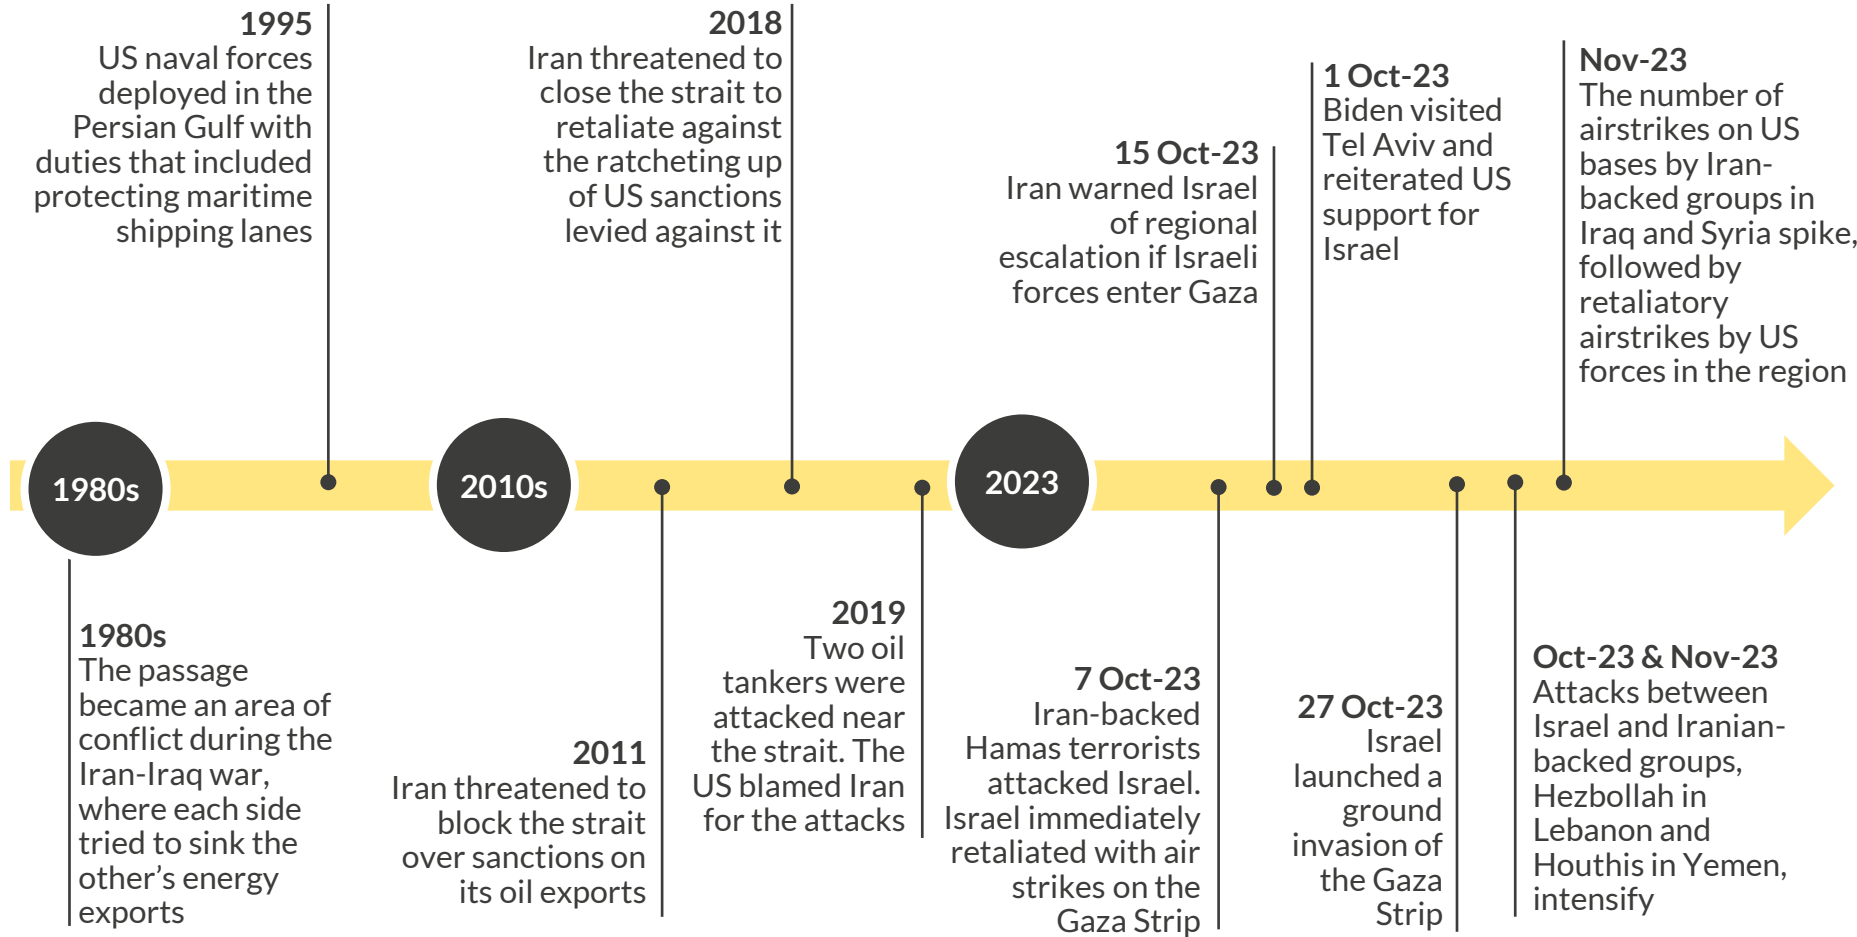 1995
US naval forces
deployed in the
Persian Gulf with
duties that included
protecting maritime
shipping lanes
2018
Iran threatened to
close the strait to
retaliate against
the ratcheting up
of US sanctions
levied against it
15 Oct-23
Iran warned Israel
of regional
escalation if Israeli
forces enter Gaza
1 Oct-23
Biden visited
Tel Aviv and
reiterated US
support for
Israel
Nov-23
The number of
airstrikes on US
bases by Iran-
backed groups in
Iraq and Syria spike,
followed by
retaliatory
airstrikes by US
forces in the region
1980s
2010s
2023
1980s
The passage
became an area of
conflict during the
Iran-Iraq war,
where each side
tried to sink the
other’s energy
exports
2011
Iran threatened to
block the strait
over sanctions on
its oil exports
2019
Two oil
tankers were
attacked near
the strait. The
US blamed Iran
for the attacks
7 Oct-23
Iran-backed
Hamas terrorists
attacked Israel.
Israel immediately
retaliated with air
strikes on the
Gaza Strip
27 Oct-23
Israel
launched a
ground
invasion of
the Gaza
Strip
Oct-23 & Nov-23
Attacks between
Israel and Iranian-
backed groups,
Hezbollah in
Lebanon and
Houthis in Yemen,
intensify